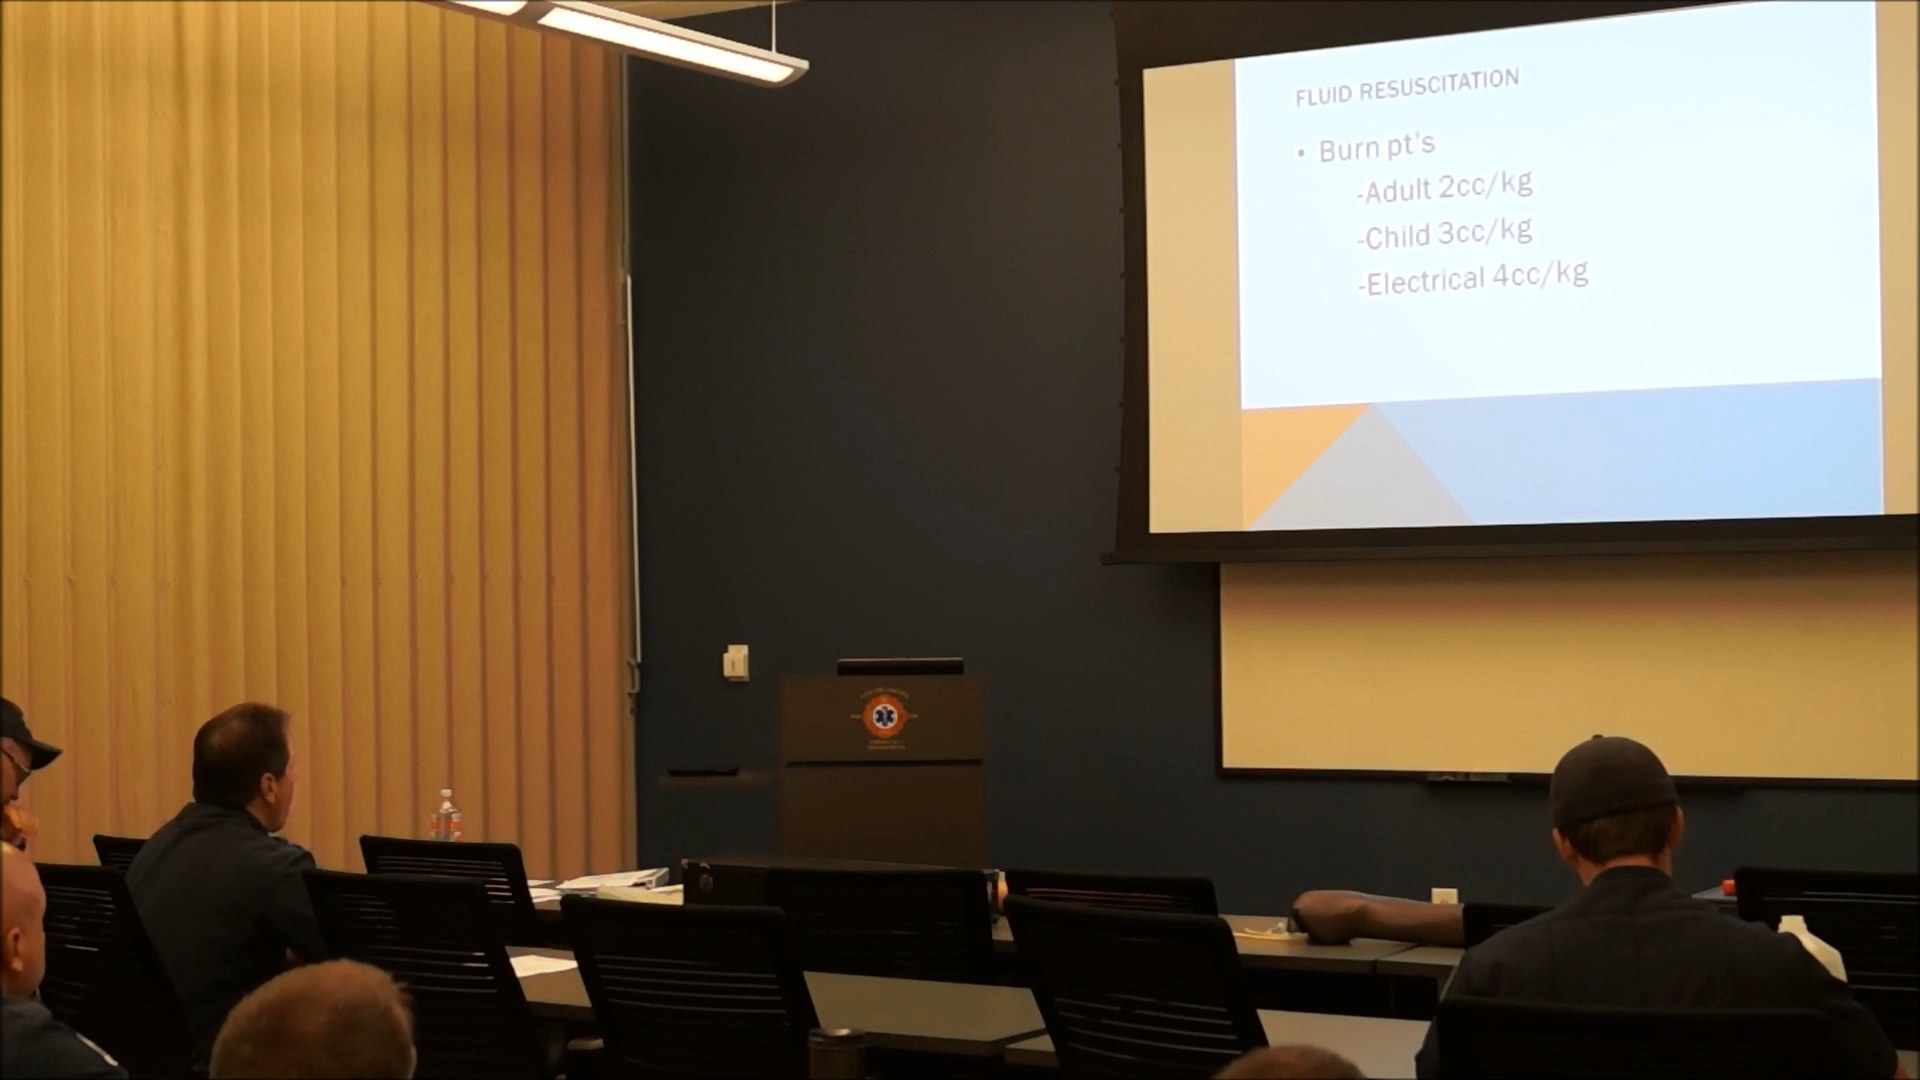 FLUID RESUSCITATION
• Burn pt's
-Adult 2cc/kg
-Child 3cc/kg
-Electrical 4cc/kg